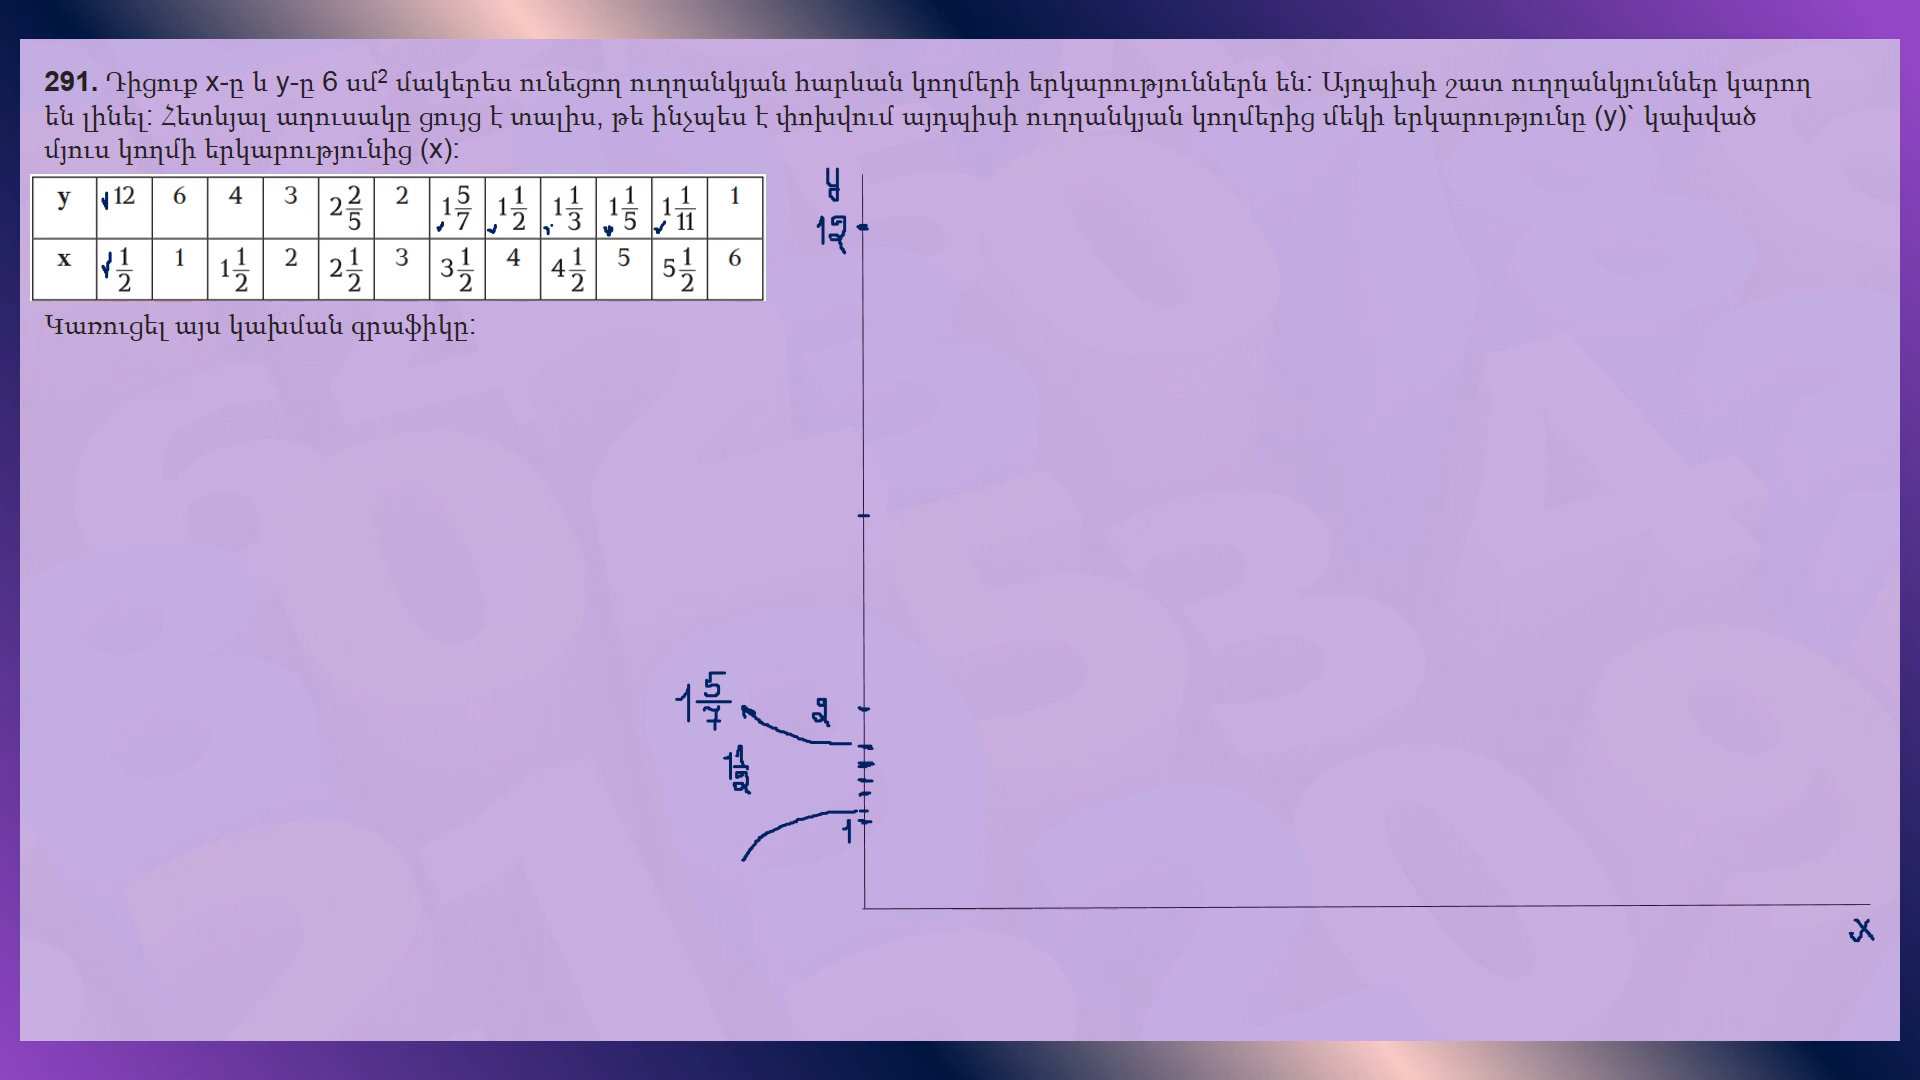 291. Դիցուք x-ը և y-ը 6 սմ² մակերես ունեցող ուղղանկյան հարևան կողմերի երկարություններն են: Այդպիսի շատ ուղղանկյուններ կարող
են լինել: Հետևյալ աղուսակը ցույց է տալիս, թե ինչպես է փոխվում այդպիսի ուղղանկյան կողմերից մեկի երկարությունը (y)` կախված
մյուս կողմի երկարությունից (x):
y 12 6 4 3 2 2/5 2 1 5/7 1 1/2 1 1/3 1 1/5 1 1/11 1
x 1/2 1 1 1/2 2 2 1/2 3 3 1/2 4 4 1/2 5 5 1/2 6
Կառուցել այս կախման գրաֆիկը:
y
12
1 5/7
2
1 1/2
1
x